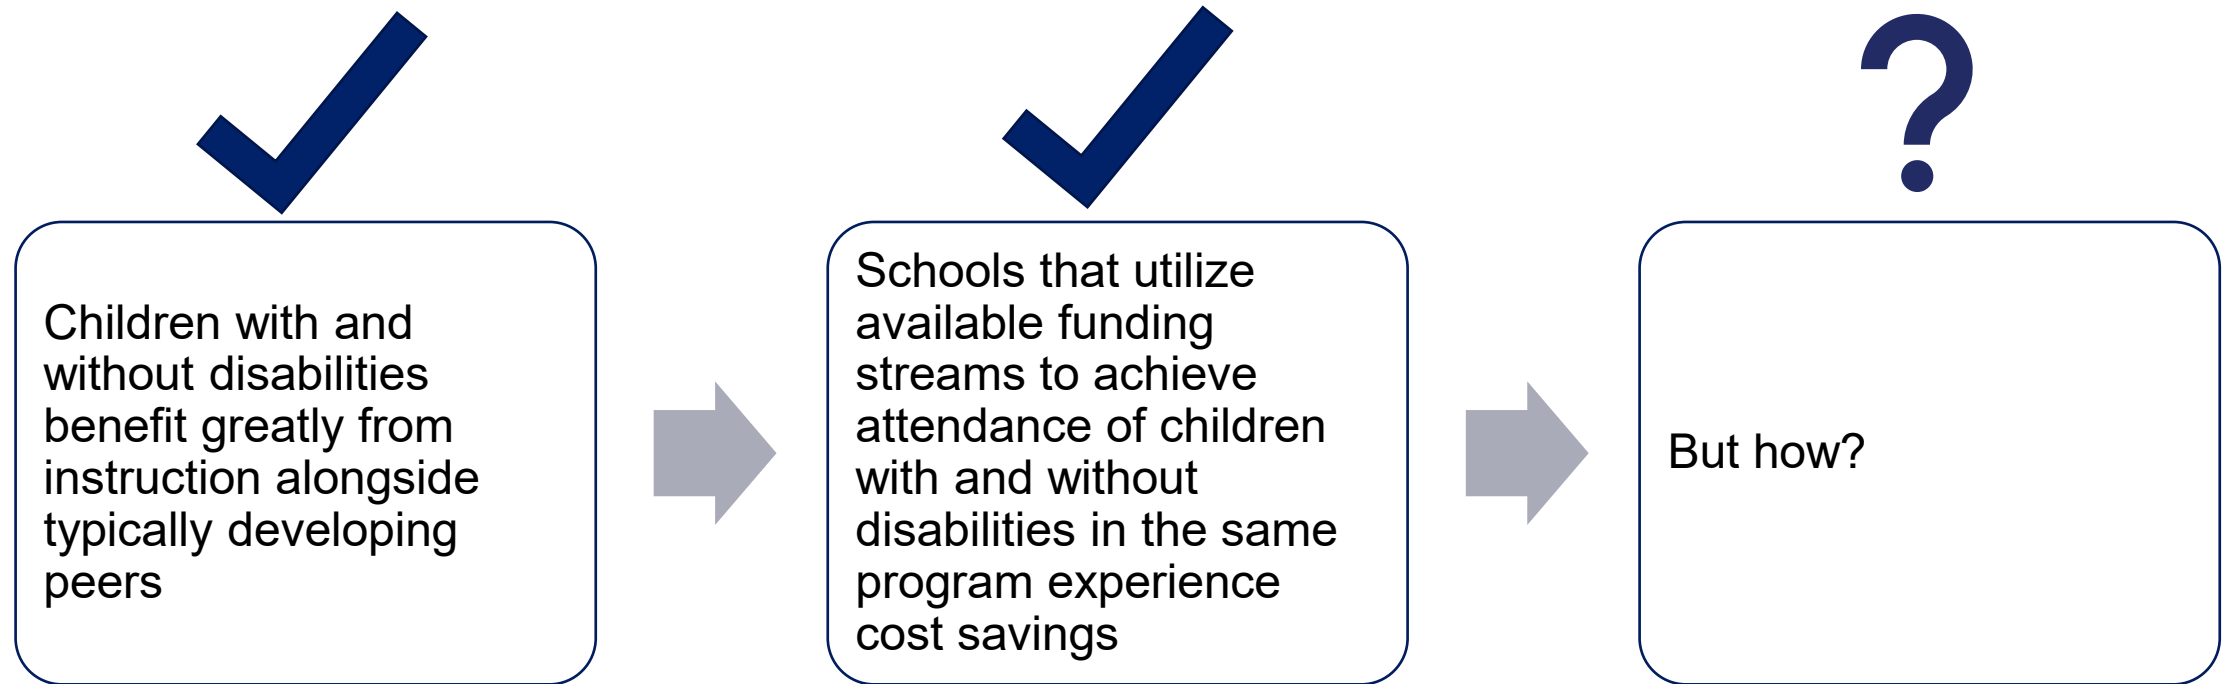 Children with and
without disabilities
benefit greatly from
instruction alongside
typically developing
peers
Schools that utilize
available funding
streams to achieve
attendance of children
with and without
disabilities in the same
program experience
cost savings
?
But how?